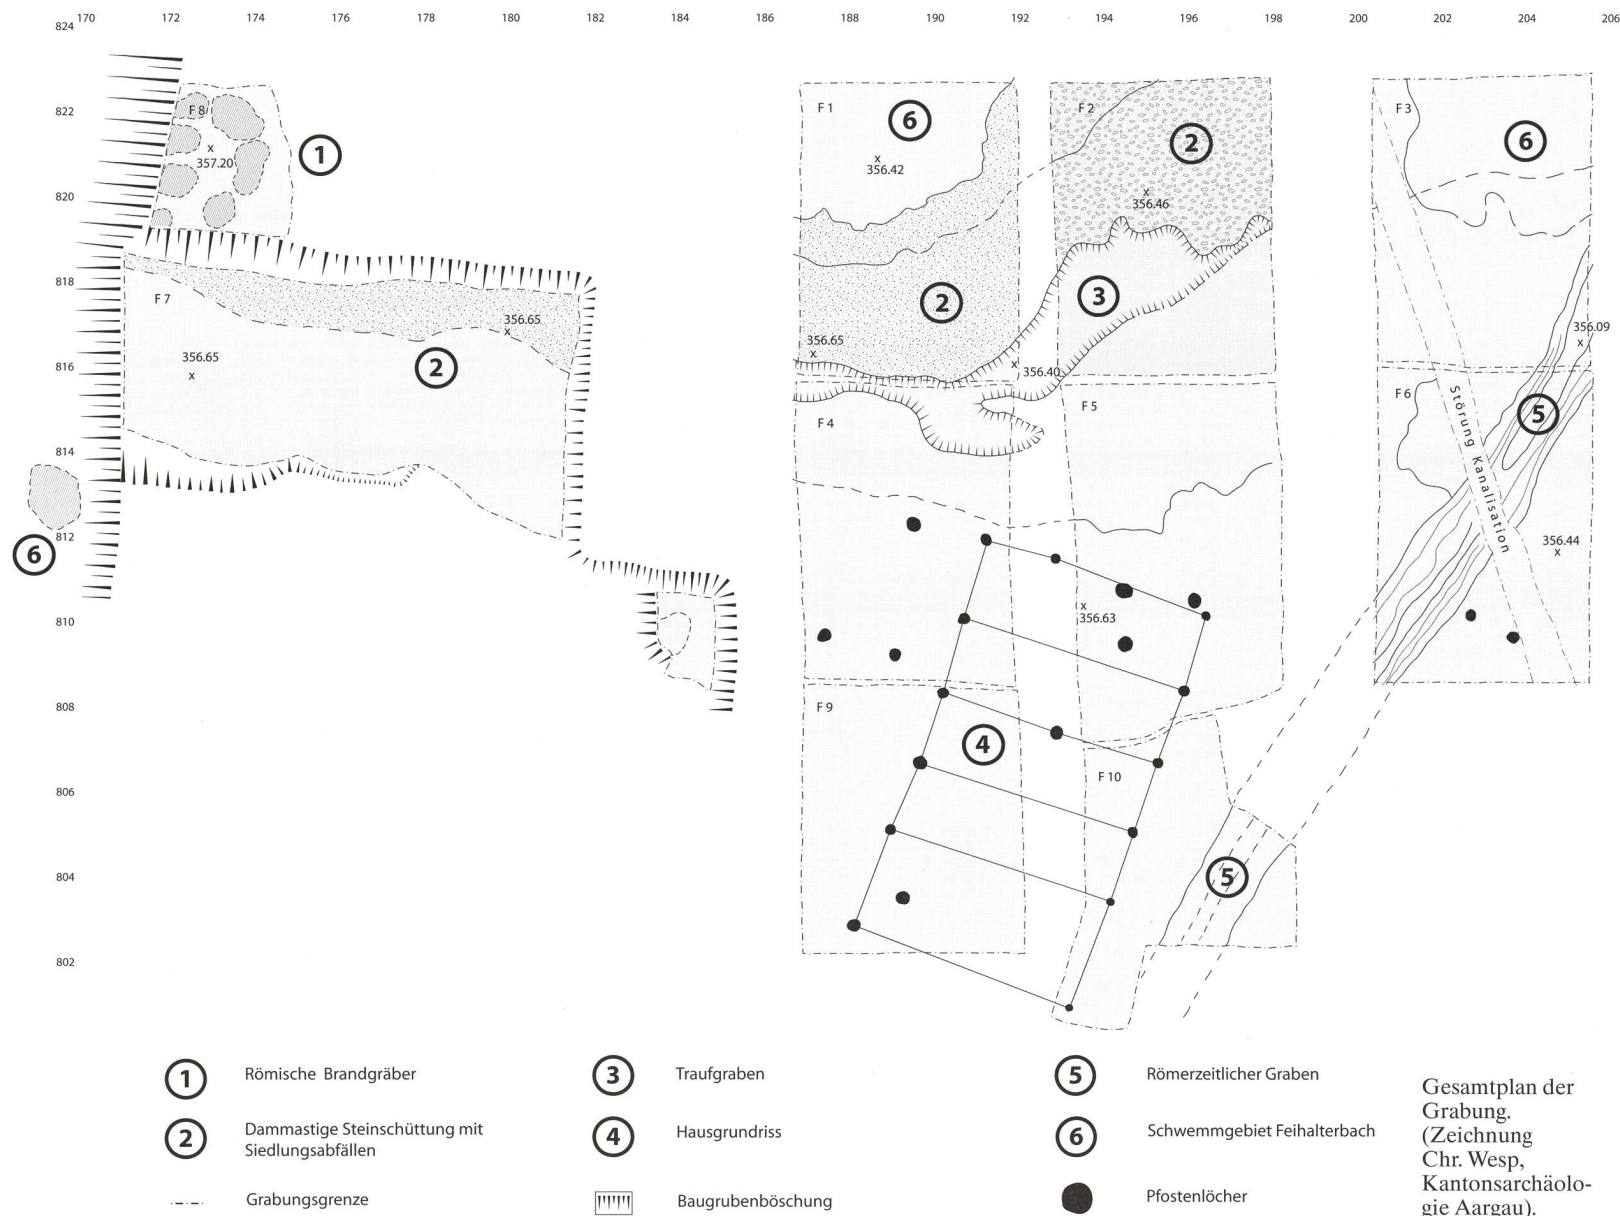 170 172 174 176 178 180 182 184 186 188 190 192 194 196 198 200 202 204 206
824
822
820
818
816
814
812
810
808
806
804
802
F 8
357.20
1
F 7
356.65
356.65
2
6
F 1
6
356.42
2
356.65
F 2
2
356.46
3
356.40
F 3
6
356.09
F 4
F 5
356.63
F 6
5
Störung Kanalisation
356.44
F 9
4
F 10
5
1 Römische Brandgräber
2 Dammastige Steinschüttung mit
Siedlungsabfällen
Grabungsgrenze
3 Traufgraben
4 Hausgrundriss
Baugrubenböschung
5 Römerzeitlicher Graben
6 Schwemmgebiet Feihalterbach
Pfostenlöcher
Gesamtplan der
Grabung.
(Zeichnung
Chr. Wesp,
Kantonsarchäolo-
gie Aargau).